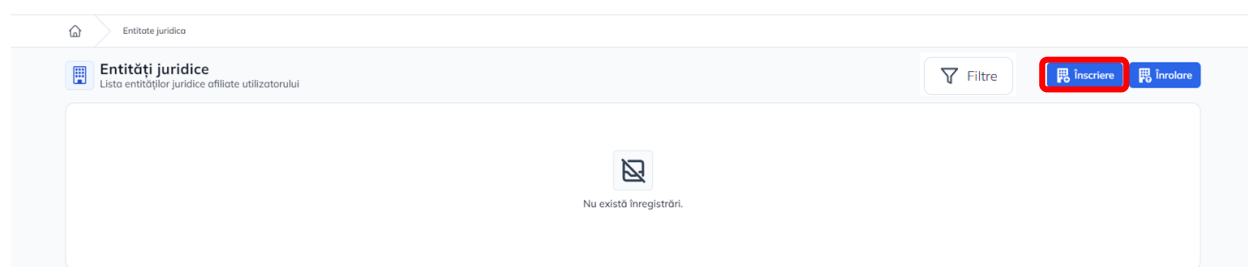 Entitate juridica
Entități juridice
Lista entităților juridice afiliate utilizatorului
Filtre
Înscriere
Înrolare
Nu există înregistrări.